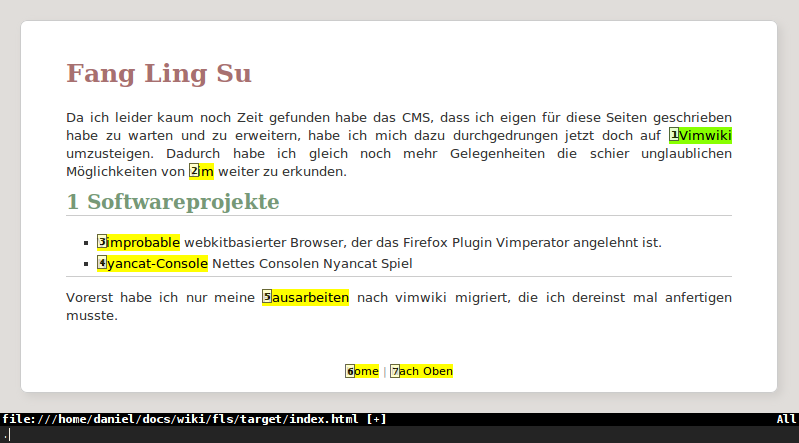 Fang Ling Su
Da ich leider kaum noch Zeit gefunden habe das CMS, dass ich eigen für diese Seiten geschrieben
habe zu warten und zu erweitern, habe ich mich dazu durchgedrungen jetzt doch auf 1Vimwiki
umzusteigen. Dadurch habe ich gleich noch mehr Gelegenheiten die schier unglaublichen
Möglichkeiten von 2im weiter zu erkunden.
1 Softwareprojekte
3improbable webkitbasierter Browser, der das Firefox Plugin Vimperator angelehnt ist.
4yancat-Console Nettes Consolen Nyancat Spiel
Vorerst habe ich nur meine 5ausarbeiten nach vimwiki migriert, die ich dereinst mal anfertigen
musste.
6ome | 7ach Oben
file:///home/daniel/docs/wiki/fls/target/index.html [+] All
.